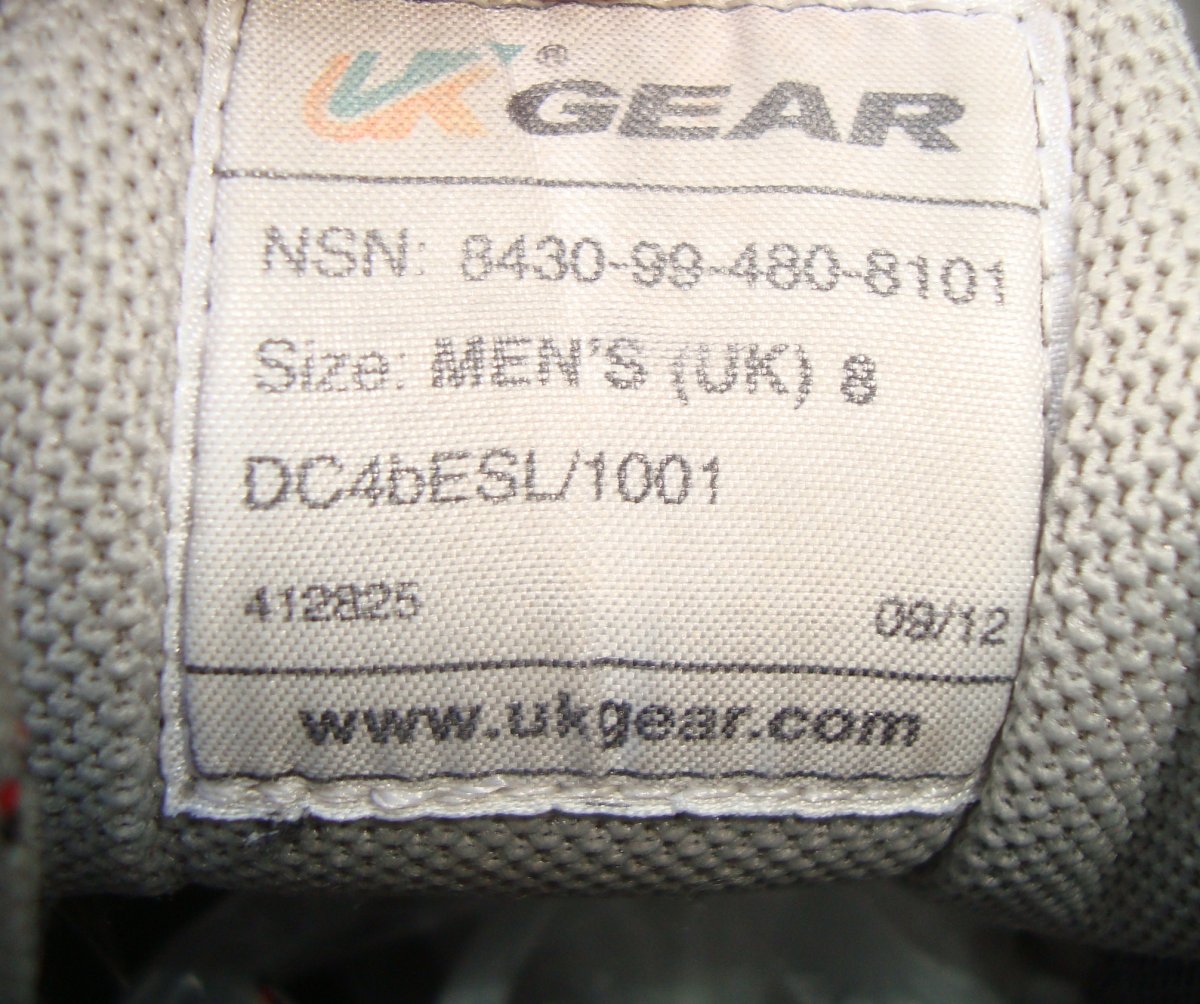 UK® GEAR
NSN: 8430-99-480-8101
Size: MEN'S (UK) 8
DC4bESL/1001
412825 09/12
www.ukgear.com